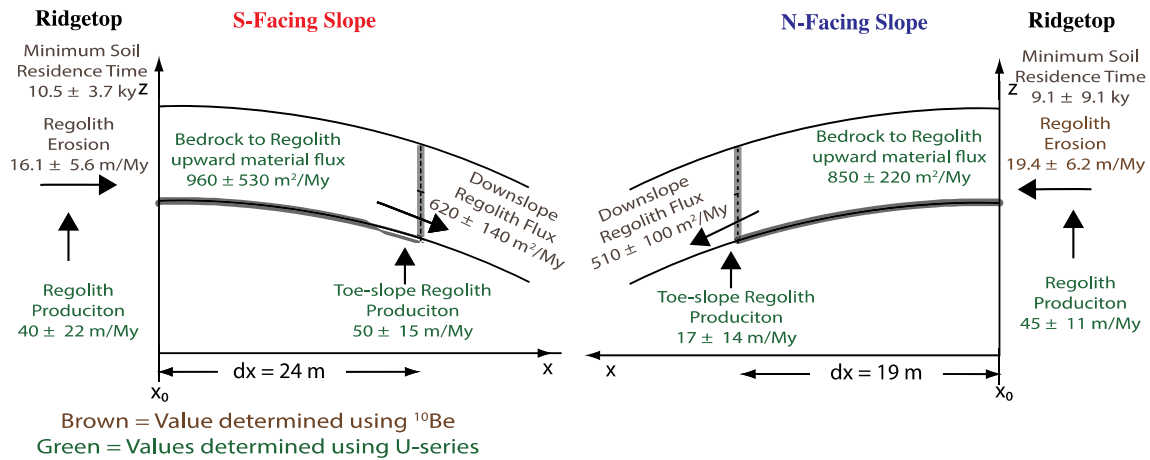 Ridgetop
S-Facing Slope
N-Facing Slope
Ridgetop
Minimum Soil
Residence Time
10.5 ± 3.7 ky
Z
Regolith
Erosion
16.1 ± 5.6 m/My
Bedrock to Regolith
upward material flux
960 ± 530 m²/My
Downslope
Regolith Flux
620 ± 140 m²/My
Regolith
Produciton
40 ± 22 m/My
Toe-slope Regolith
Produciton
50 ± 15 m/My
dx = 24 m
x
x₀
Minimum Soil
Residence Time
9.1 ± 9.1 ky
Z
Regolith
Erosion
19.4 ± 6.2 m/My
Bedrock to Regolith
upward material flux
850 ± 220 m²/My
Downslope
Regolith Flux
510 ± 100 m²/My
Toe-slope Regolith
Produciton
17 ± 14 m/My
Regolith
Produciton
45 ± 11 m/My
x
dx = 19 m
x₀
Brown = Value determined using ¹⁰Be
Green = Values determined using U-series